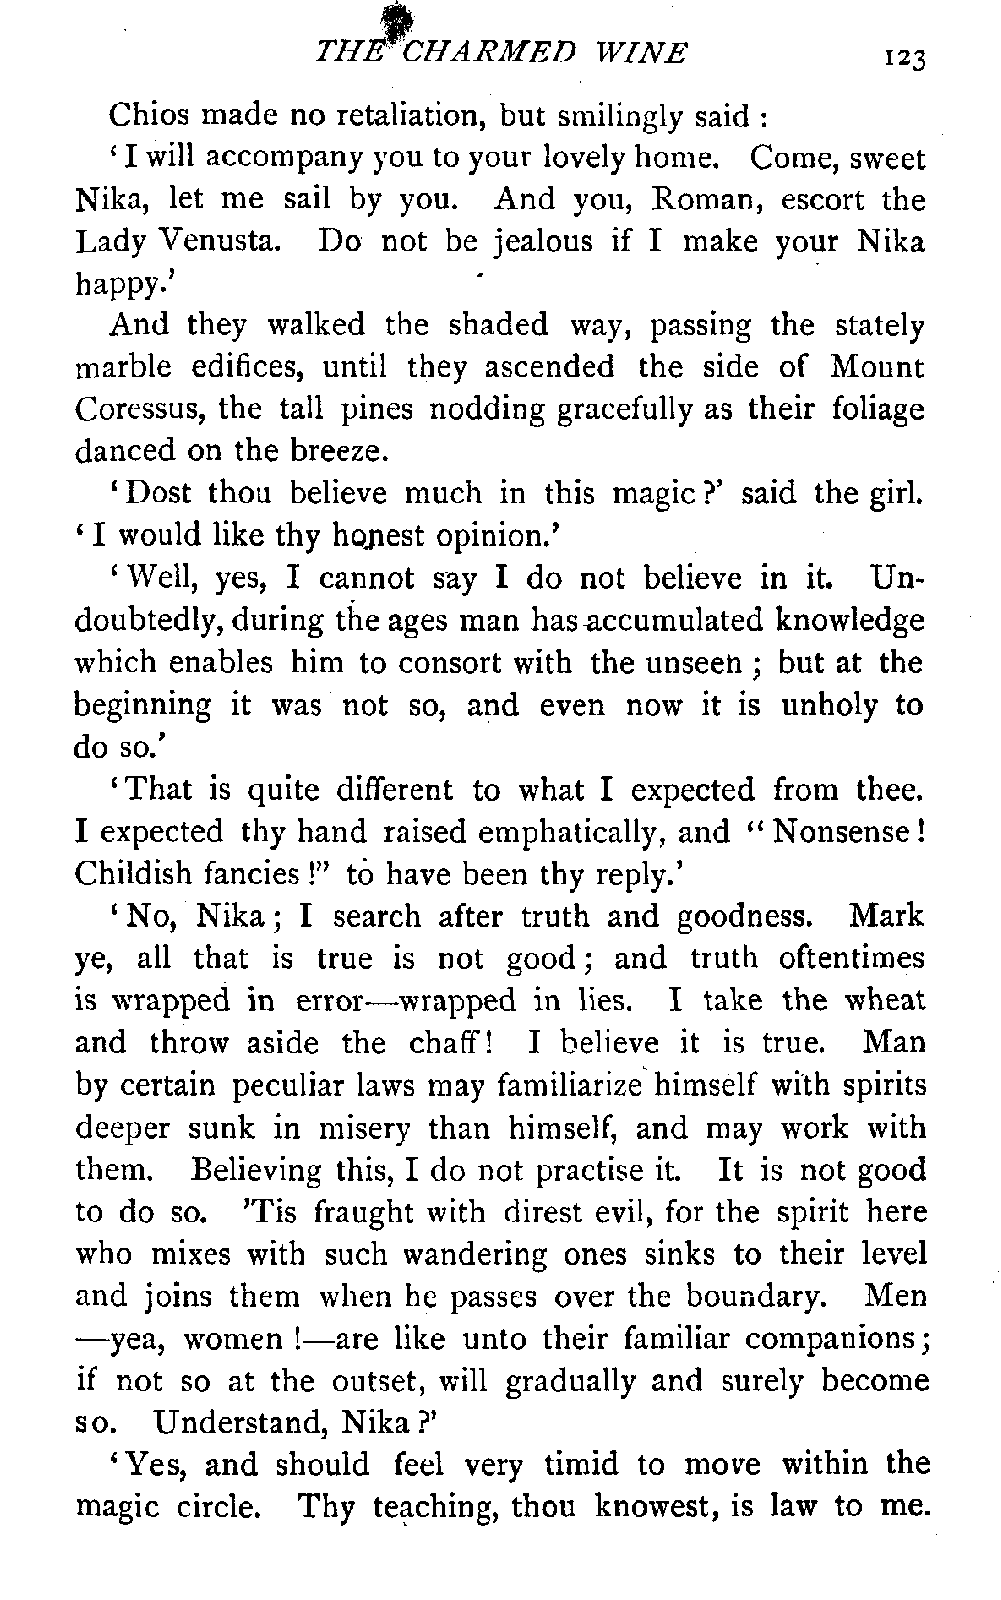 THE CHARMED WINE 123
Chios made no retaliation, but smilingly said :
‘ I will accompany you to your lovely home. Come, sweet
Nika, let me sail by you. And you, Roman, escort the
Lady Venusta. Do not be jealous if I make your Nika
happy.’
And they walked the shaded way, passing the stately
marble edifices, until they ascended the side of Mount
Coressus, the tall pines nodding gracefully as their foliage
danced on the breeze.
‘ Dost thou believe much in this magic ?’ said the girl.
‘ I would like thy honest opinion.’
‘ Well, yes, I cannot say I do not believe in it. Un-
doubtedly, during the ages man has accumulated knowledge
which enables him to consort with the unseen ; but at the
beginning it was not so, and even now it is unholy to
do so.’
‘ That is quite different to what I expected from thee.
I expected thy hand raised emphatically, and “ Nonsense !
Childish fancies !” to have been thy reply.’
‘ No, Nika ; I search after truth and goodness. Mark
ye, all that is true is not good ; and truth oftentimes
is wrapped in error—wrapped in lies. I take the wheat
and throw aside the chaff! I believe it is true. Man
by certain peculiar laws may familiarize himself with spirits
deeper sunk in misery than himself, and may work with
them. Believing this, I do not practise it. It is not good
to do so. ’Tis fraught with direst evil, for the spirit here
who mixes with such wandering ones sinks to their level
and joins them when he passes over the boundary. Men
—yea, women !—are like unto their familiar companions ;
if not so at the outset, will gradually and surely become
so. Understand, Nika ?’
‘ Yes, and should feel very timid to move within the
magic circle. Thy teaching, thou knowest, is law to me.